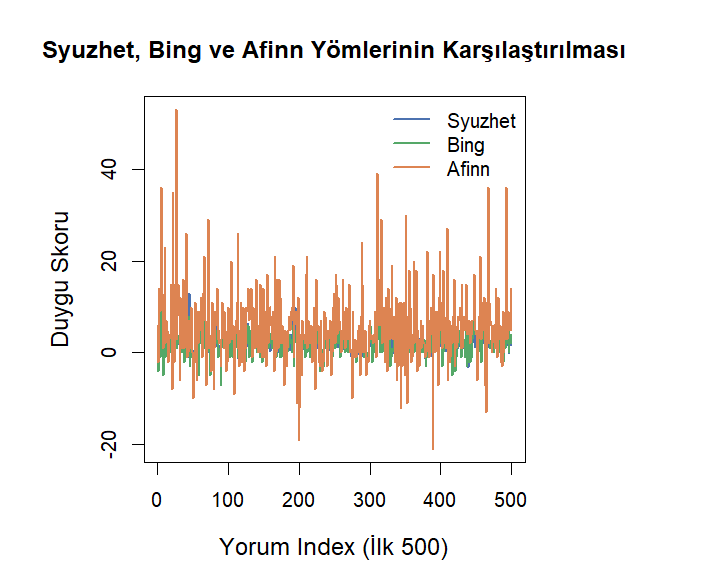 Syuzhet, Bing ve Afinn Yömlerinin Karşılaştırılması
Syuzhet
Bing
Afinn
Duygu Skoru
40
20
0
-20
0 100 200 300 400 500
Yorum Index (İlk 500)